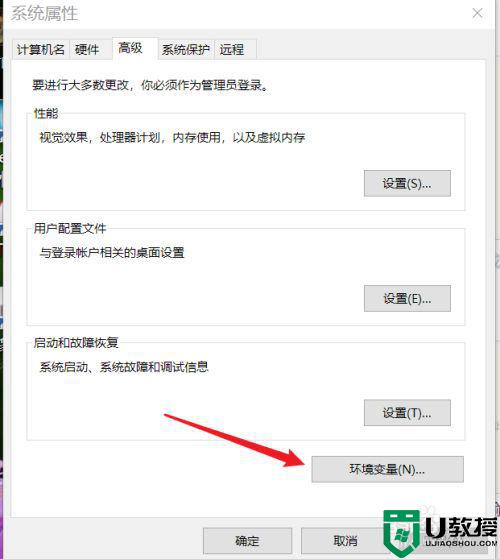 系统属性
计算机名 硬件 高级 系统保护 远程
要进行大多数更改，你必须作为管理员登录。
性能
视觉效果，处理器计划，内存使用，以及虚拟内存
设置(S)...
用户配置文件
与登录帐户相关的桌面设置
设置(E)...
启动和故障恢复
系统启动、系统故障和调试信息
设置(T)...
环境变量(N)...
确定 取消
U教授
UJIAOSHOU.COM